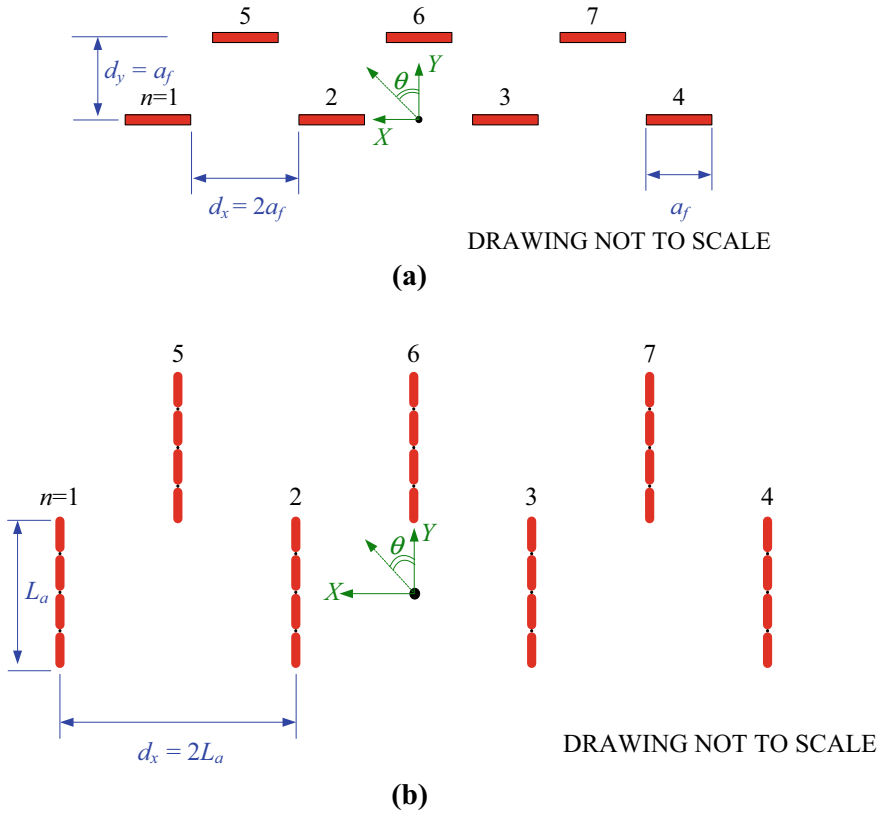 5 6 7
d_y = a_f
θ Y
n=1 2 3 4
X
d_x = 2a_f a_f
DRAWING NOT TO SCALE
(a)
5 6 7
n=1 2 3 4
θ Y
L_a X
d_x = 2L_a
DRAWING NOT TO SCALE
(b)